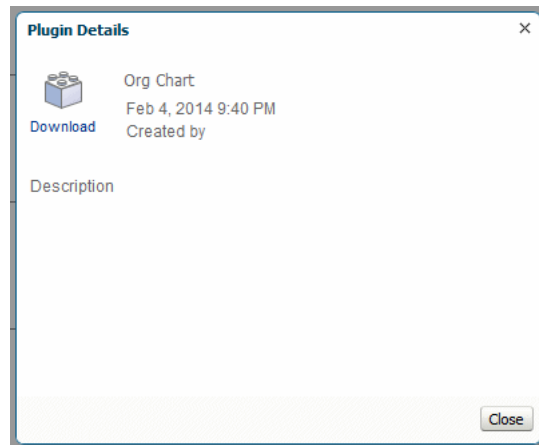 Plugin Details
Org Chart
Feb 4, 2014 9:40 PM
Download
Created by
Description
Close